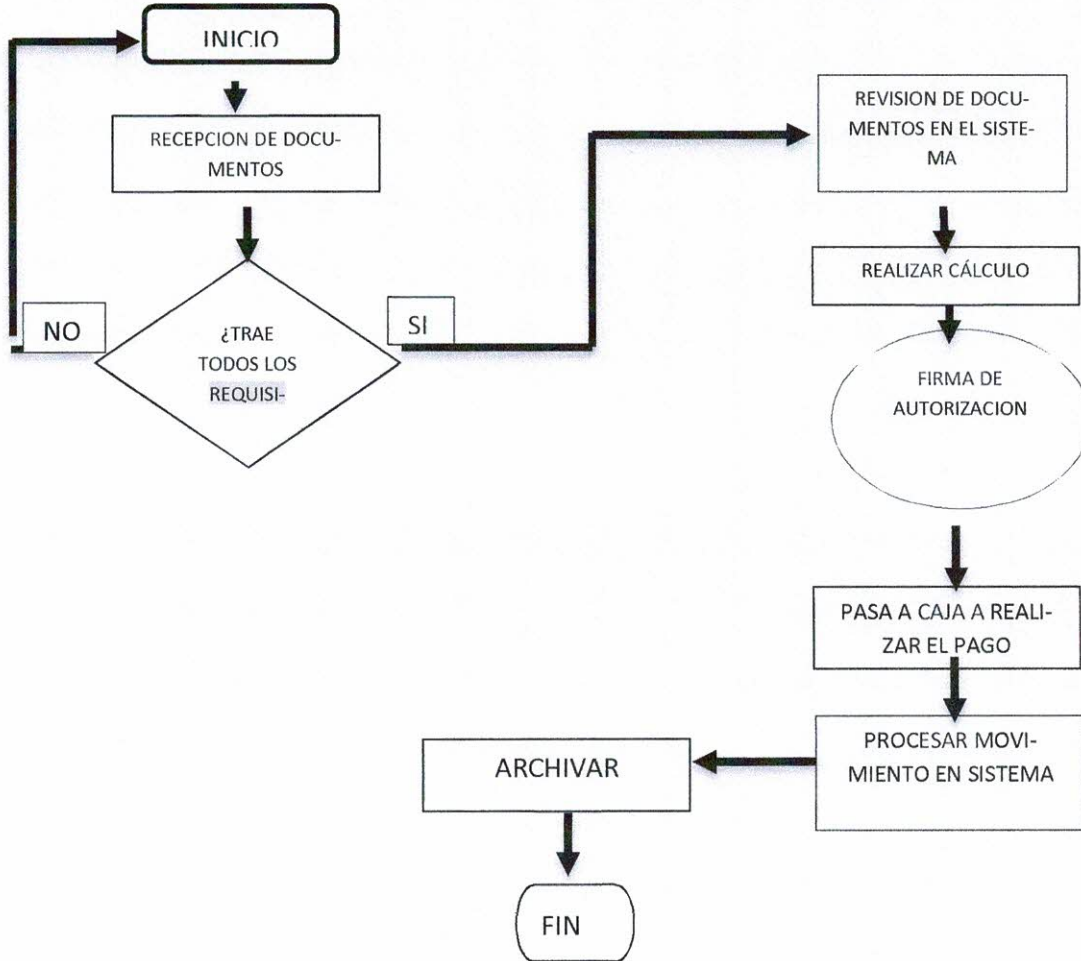 INICIO
RECEPCION DE DOCU-
MENTOS
¿TRAE
TODOS LOS
REQUISI-
NO
SI
REVISION DE DOCU-
MENTOS EN EL SISTE-
MA
REALIZAR CÁLCULO
FIRMA DE
AUTORIZACION
PASA A CAJA A REALI-
ZAR EL PAGO
PROCESAR MOVI-
MIENTO EN SISTEMA
ARCHIVAR
FIN